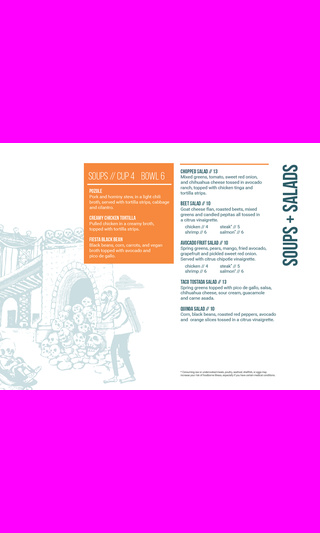 SOUPS // CUP 4 BOWL 6
POZOLE
Pork and hominy stew, in a light chili
broth, served with tortilla strips, cabbage
and cilantro.
CREAMY CHICKEN TORTILLA
Pulled chicken in a creamy broth,
topped with tortilla strips.
FIESTA BLACK BEAN
Black beans, corn, carrots, and vegan
broth topped with avocado and
pico de gallo.
CHOPPED SALAD // 13
Mixed greens, tomato, sweet red onion,
and chihuahua cheese tossed in avocado
ranch, topped with chicken tinga and
tortilla strips.
BEET SALAD // 10
Goat cheese flan, roasted beets, mixed
greens and candied pepitas all tossed in
a citrus vinaigrette.
chicken // 4 steak* // 5
shrimp // 6 salmon* // 6
AVOCADO FRUIT SALAD // 10
Spring greens, pears, mango, fried avocado,
grapefruit and pickled sweet red onion.
Served with citrus chipotle vinaigrette.
chicken // 4 steak* // 5
shrimp // 6 salmon* // 6
TACO TOSTADA SALAD // 13
Spring greens topped with pico de gallo, salsa,
chihuahua cheese, sour cream, guacamole
and carne asada.
QUINOA SALAD // 10
Corn, black beans, roasted red peppers, avocado
and orange slices tossed in a citrus vinaigrette.
* Consuming raw or undercooked meats, poultry, seafood, shellfish, or eggs may
increase your risk of foodborne illness, especially if you have certain medical conditions.
SOUPS + SALADS